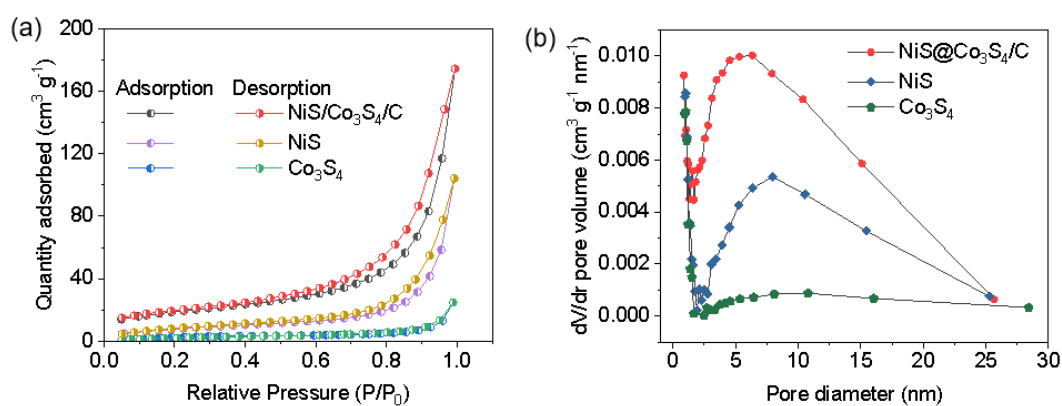 (a)
200
160
120
80
40
0
Quantity adsorbed (cm³ g⁻¹)
Adsorption Desorption
NiS/Co₃S₄/C
NiS
Co₃S₄
0.0 0.2 0.4 0.6 0.8 1.0
Relative Pressure (P/P₀)
(b)
0.010
0.008
0.006
0.004
0.002
0.000
dV/dr pore volume (cm³ g⁻¹ nm⁻¹)
NiS@Co₃S₄/C
NiS
Co₃S₄
0 5 10 15 20 25 30
Pore diameter (nm)